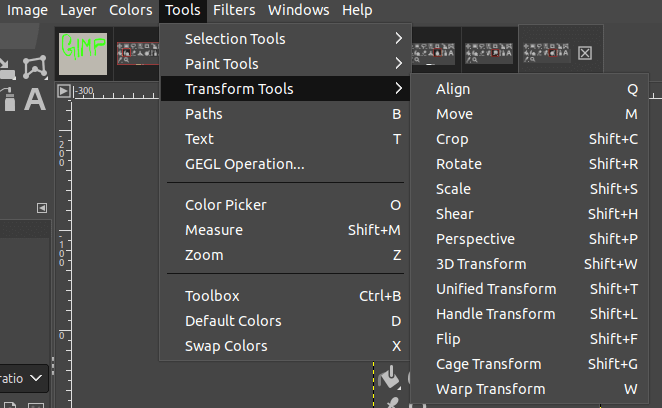 Image Layer Colors Tools Filters Windows Help
GIMP
Selection Tools
Paint Tools
Transform Tools
Paths B
Text T
GEGL Operation...
Color Picker O
Measure Shift+M
Zoom Z
Toolbox Ctrl+B
Default Colors D
Swap Colors X
Align Q
Move M
Crop Shift+C
Rotate Shift+R
Scale Shift+S
Shear Shift+H
Perspective Shift+P
3D Transform Shift+W
Unified Transform Shift+T
Handle Transform Shift+L
Flip Shift+F
Cage Transform Shift+G
Warp Transform W
A
-300
-200
-100
0
ratio